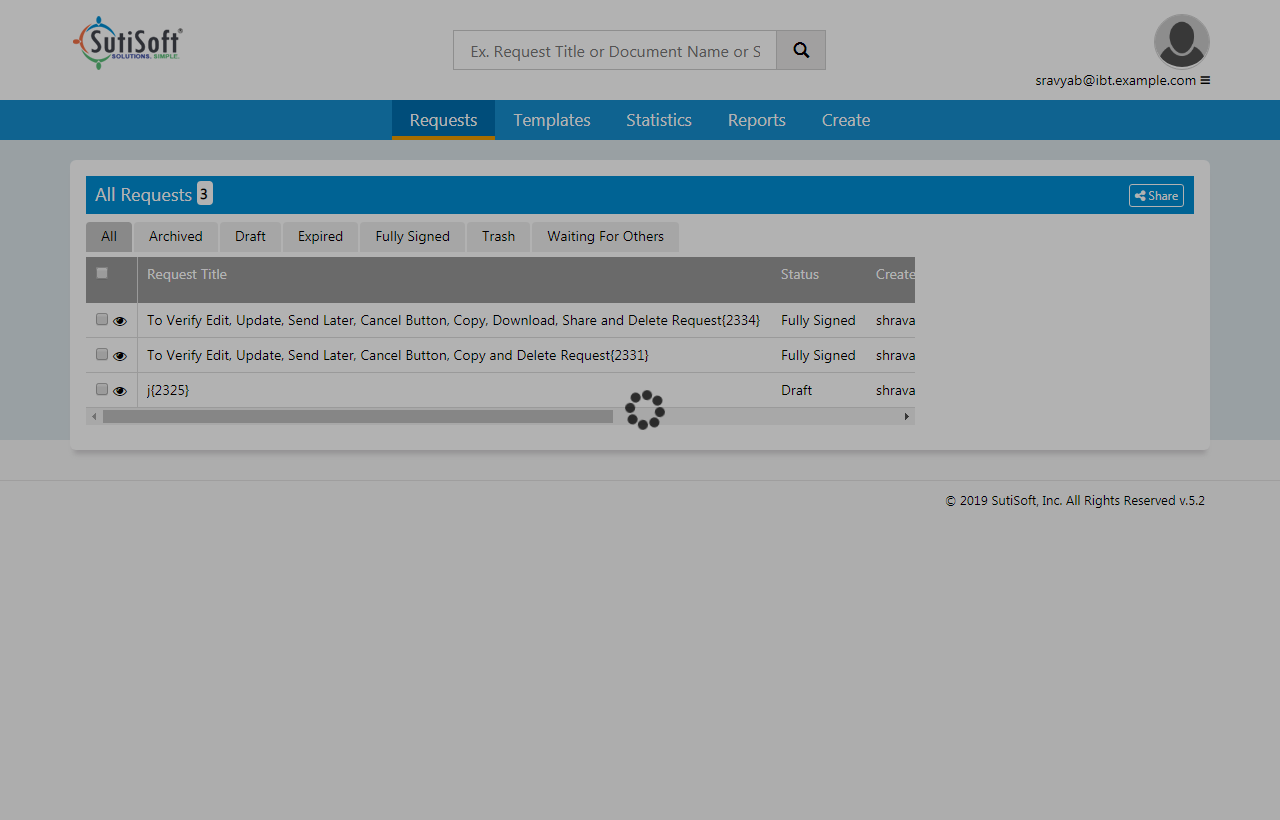 SutiSoft®
SOLUTIONS. SIMPLE.
Ex. Request Title or Document Name or S
sravyab@ibt.example.com
Requests Templates Statistics Reports Create
All Requests 3 Share
All Archived Draft Expired Fully Signed Trash Waiting For Others
Request Title Status Create
To Verify Edit, Update, Send Later, Cancel Button, Copy, Download, Share and Delete Request{2334} Fully Signed shrava
To Verify Edit, Update, Send Later, Cancel Button, Copy and Delete Request{2331} Fully Signed shrava
j{2325} Draft shrava
© 2019 SutiSoft, Inc. All Rights Reserved v.5.2